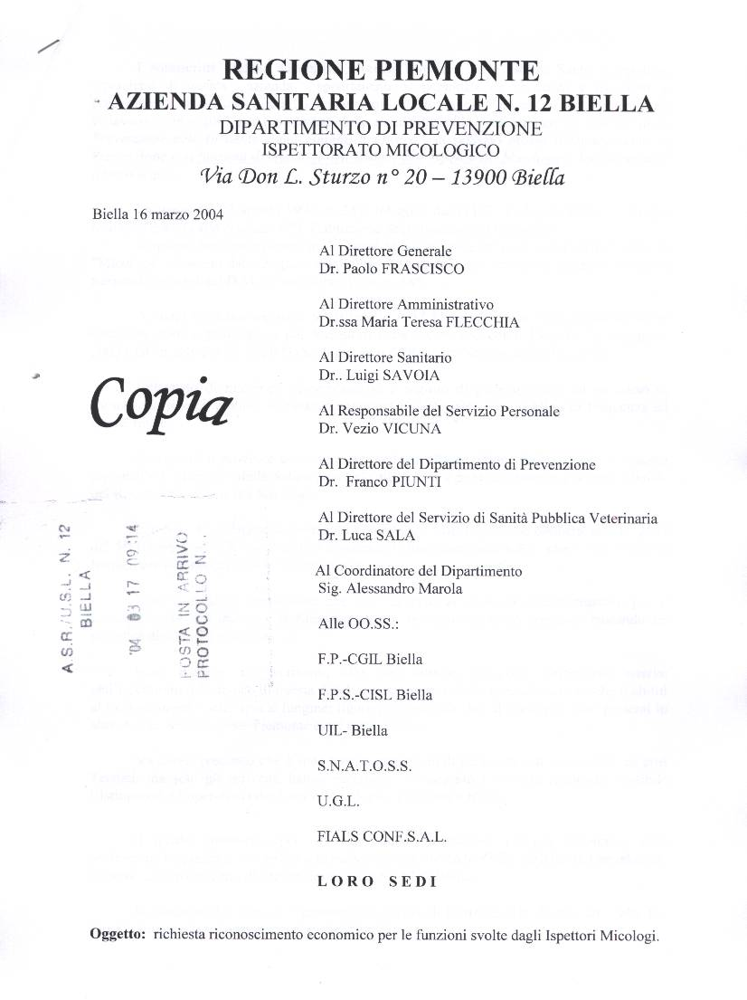 REGIONE PIEMONTE
AZIENDA SANITARIA LOCALE N. 12 BIELLA
DIPARTIMENTO DI PREVENZIONE
ISPETTORATO MICOLOGICO
Via Don L. Sturzo n° 20 – 13900 Biella
Biella 16 marzo 2004
Al Direttore Generale
Dr. Paolo FRASCISCO
Al Direttore Amministrativo
Dr.ssa Maria Teresa FLECCHIA
Al Direttore Sanitario
Dr.. Luigi SAVOIA
Copia
Al Responsabile del Servizio Personale
Dr. Vezio VICUNA
Al Direttore del Dipartimento di Prevenzione
Dr. Franco PIUNTI
Al Direttore del Servizio di Sanità Pubblica Veterinaria
Dr. Luca SALA
Al Coordinatore del Dipartimento
Sig. Alessandro Marola
Alle OO.SS.:
F.P.-CGIL Biella
F.P.S.-CISL Biella
UIL- Biella
S.N.A.T.O.S.S.
U.G.L.
FIALS CONF.S.A.L.
LORO SEDI
A.S.R./U.S.L. N. 12
BIELLA
'04 03 17 09:14
POSTA IN ARRIVO
PROTOCOLLO N...
Oggetto: richiesta riconoscimento economico per le funzioni svolte dagli Ispettori Micologi.